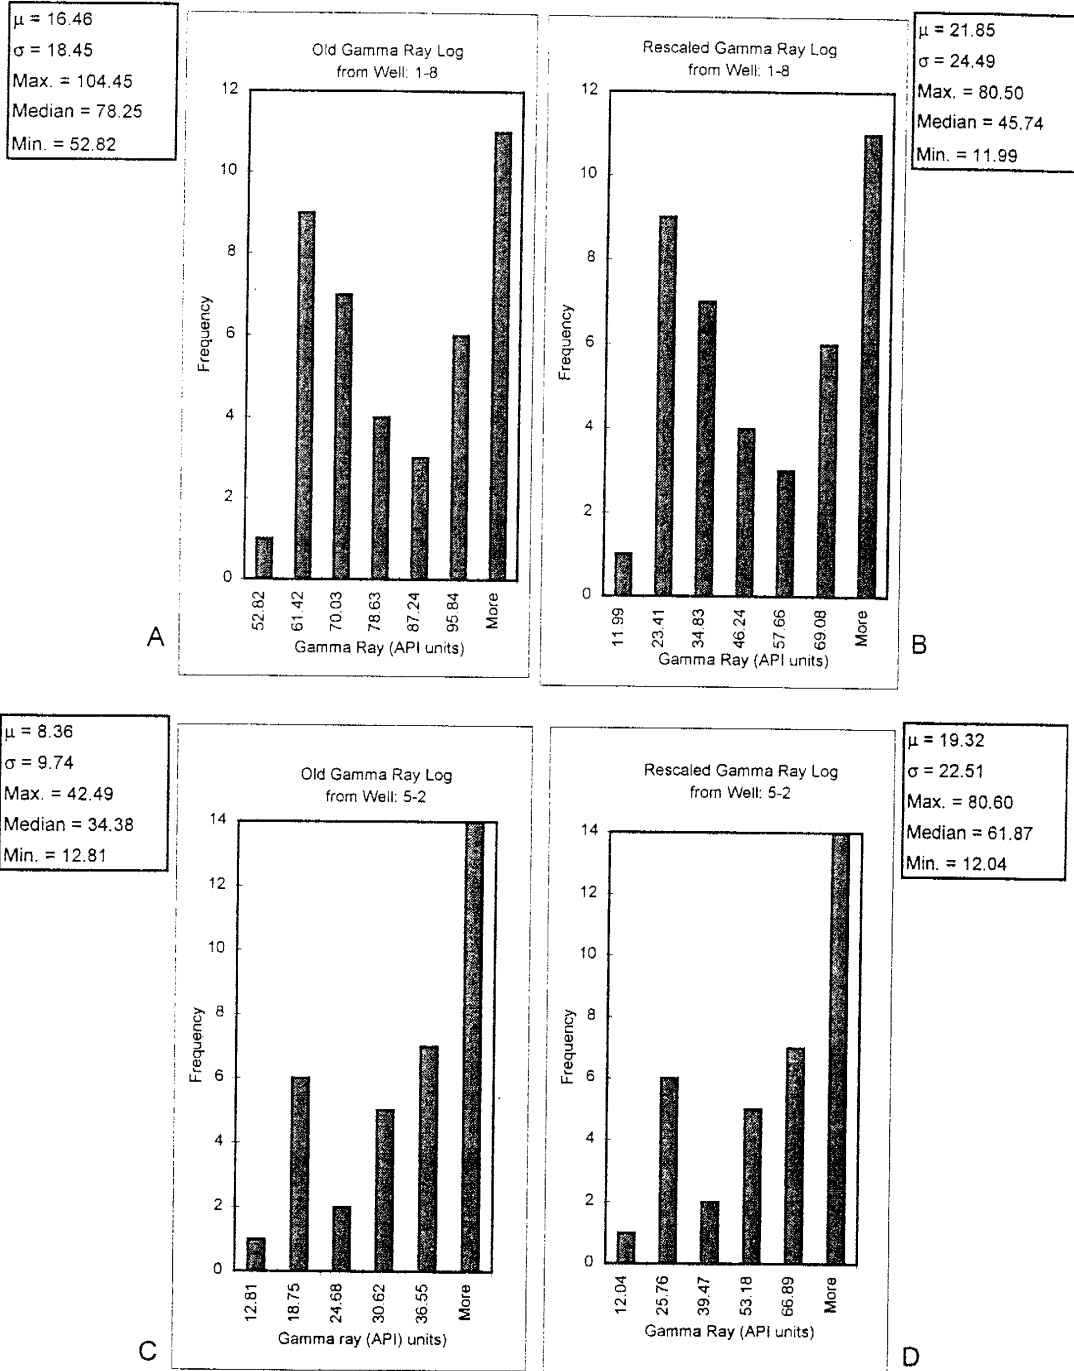 μ = 16.46
σ = 18.45
Max. = 104.45
Median = 78.25
Min. = 52.82
Old Gamma Ray Log
from Well: 1-8
12
10
8
6
4
2
0
Frequency
52.82
61.42
70.03
78.63
87.24
95.84
More
Gamma Ray (API units)
A
Rescaled Gamma Ray Log
from Well: 1-8
12
10
8
6
4
2
0
Frequency
11.99
23.41
34.83
46.24
57.66
69.08
More
Gamma Ray (API units)
B
μ = 21.85
σ = 24.49
Max. = 80.50
Median = 45.74
Min. = 11.99
μ = 8.36
σ = 9.74
Max. = 42.49
Median = 34.38
Min. = 12.81
Old Gamma Ray Log
from Well: 5-2
14
12
10
8
6
4
2
0
Frequency
12.81
18.75
24.68
30.62
36.55
More
Gamma ray (API) units
C
Rescaled Gamma Ray Log
from Well: 5-2
14
12
10
8
6
4
2
0
Frequency
12.04
25.76
39.47
53.18
66.89
More
Gamma Ray (API units)
D
μ = 19.32
σ = 22.51
Max. = 80.60
Median = 61.87
Min. = 12.04